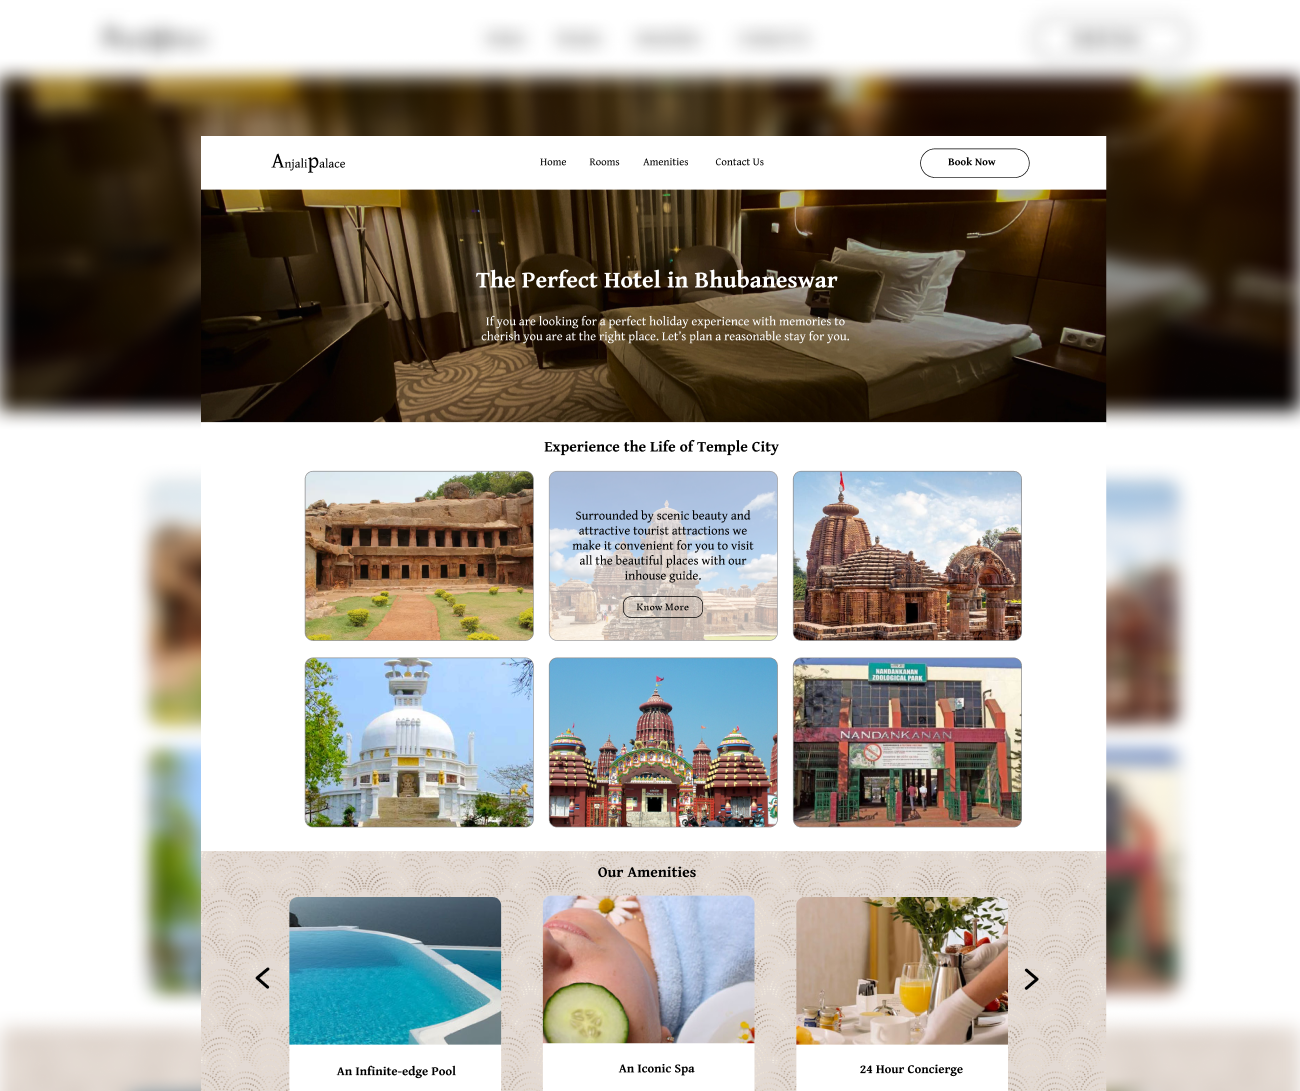 Anjali palace
Home Rooms Amenities Contact Us
Book Now
The Perfect Hotel in Bhubaneswar
If you are looking for a perfect holiday experience with memories to
cherish you are at the right place. Let's plan a reasonable stay for you.
Experience the Life of Temple City
Surrounded by scenic beauty and
attractive tourist attractions we
make it convenient for you to visit
all the beautiful places with our
inhouse guide.
Know More
NANDANKANAN
ZOOLOGICAL PARK
NANDANKANAN
Our Amenities
An Infinite-edge Pool
An Iconic Spa
24 Hour Concierge